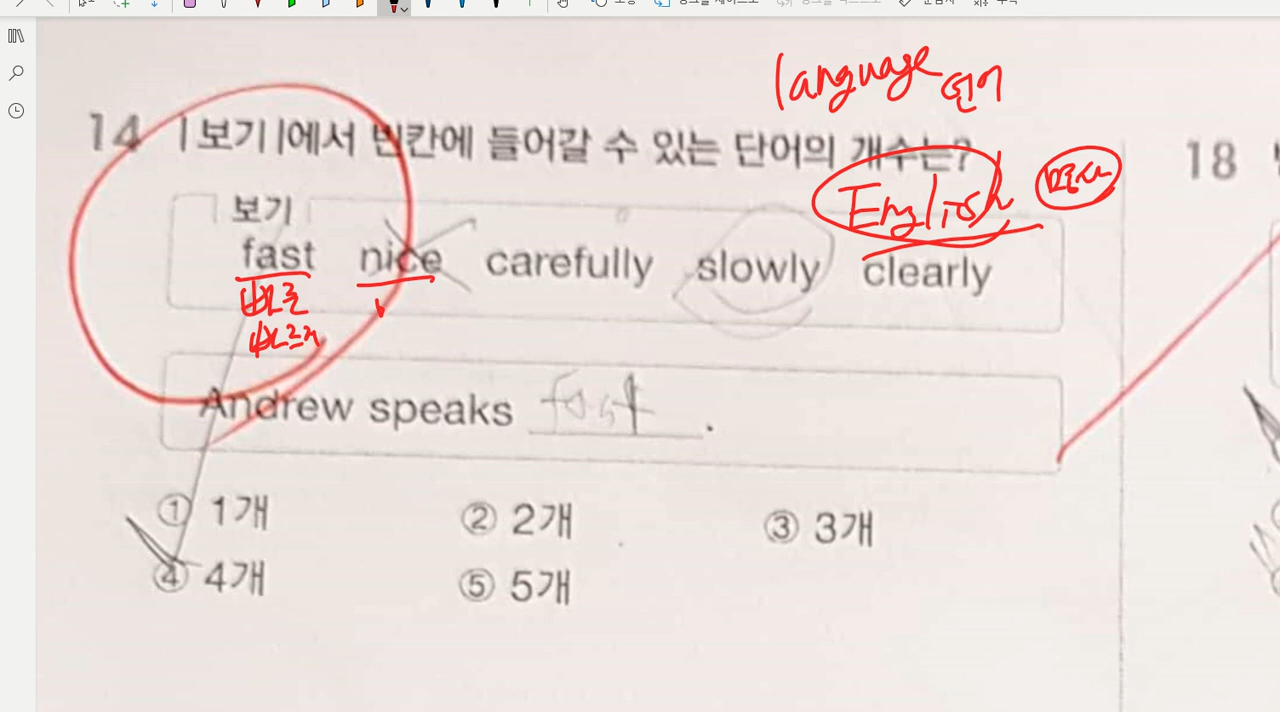 language 언어
14 |보기|에서 빈칸에 들어갈 수 있는 단어의 개수는?
18
English 명사
보기
fast nice carefully slowly clearly
빠른
빠르게
Andrew speaks fast.
① 1개 ② 2개 ③ 3개
④ 4개 ⑤ 5개